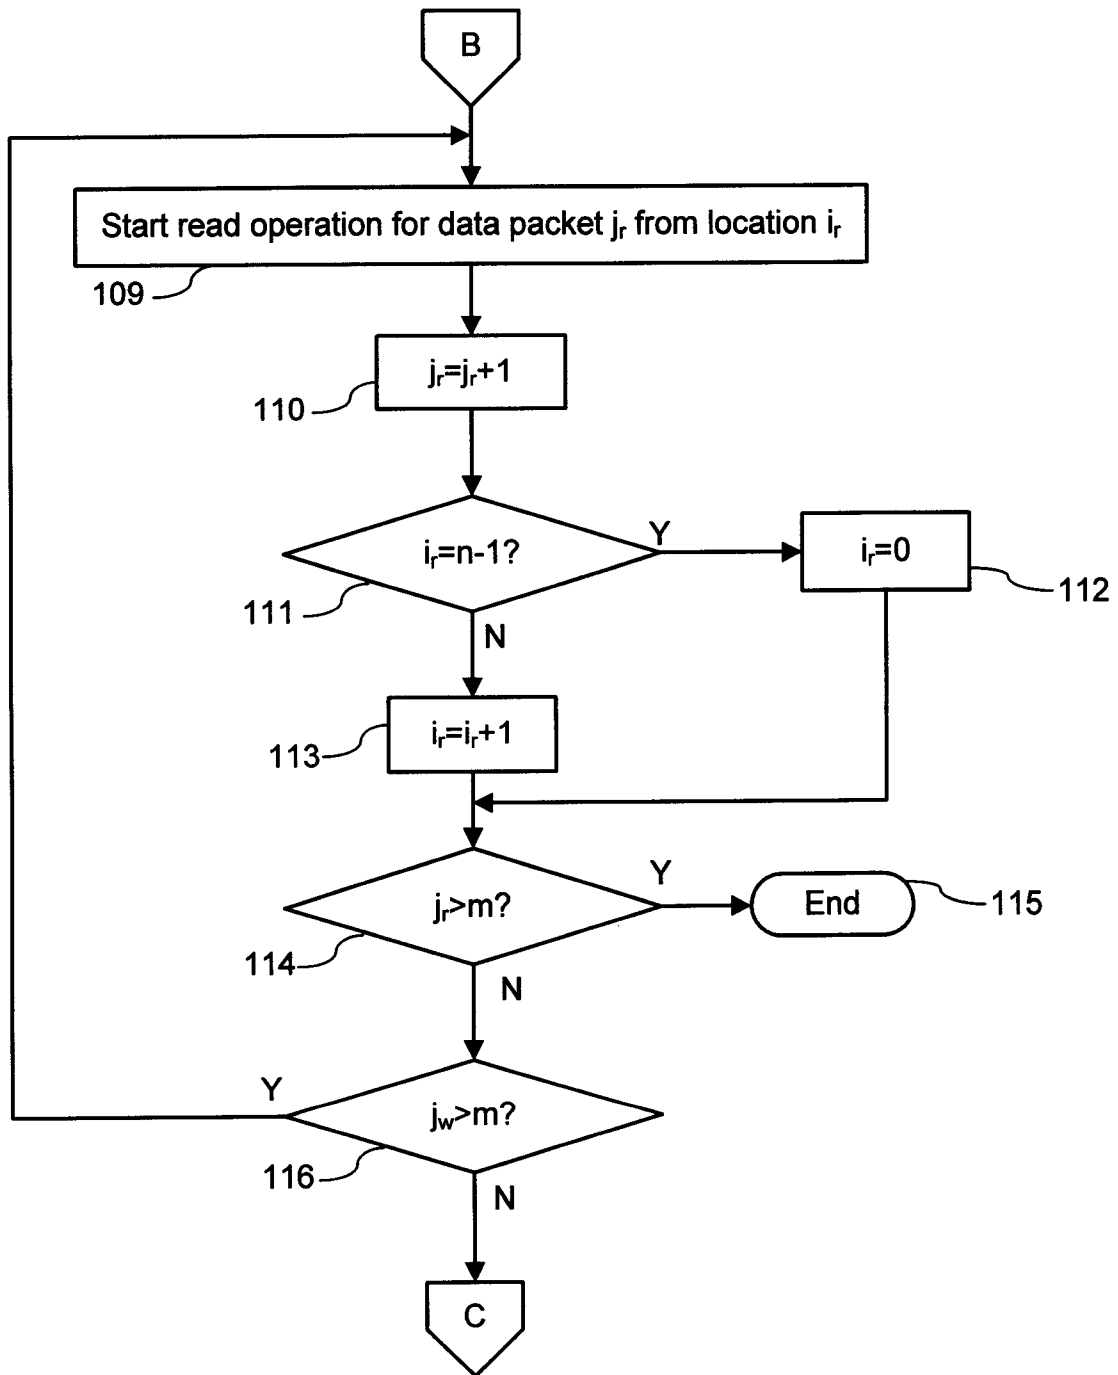 B
Start read operation for data packet jᵣ from location iᵣ
109
jᵣ=jᵣ+1
110
iᵣ=n-1?
Y
iᵣ=0
111
112
N
iᵣ=iᵣ+1
113
jᵣ>m?
Y
End
115
114
N
Y
j_w>m?
116
N
C